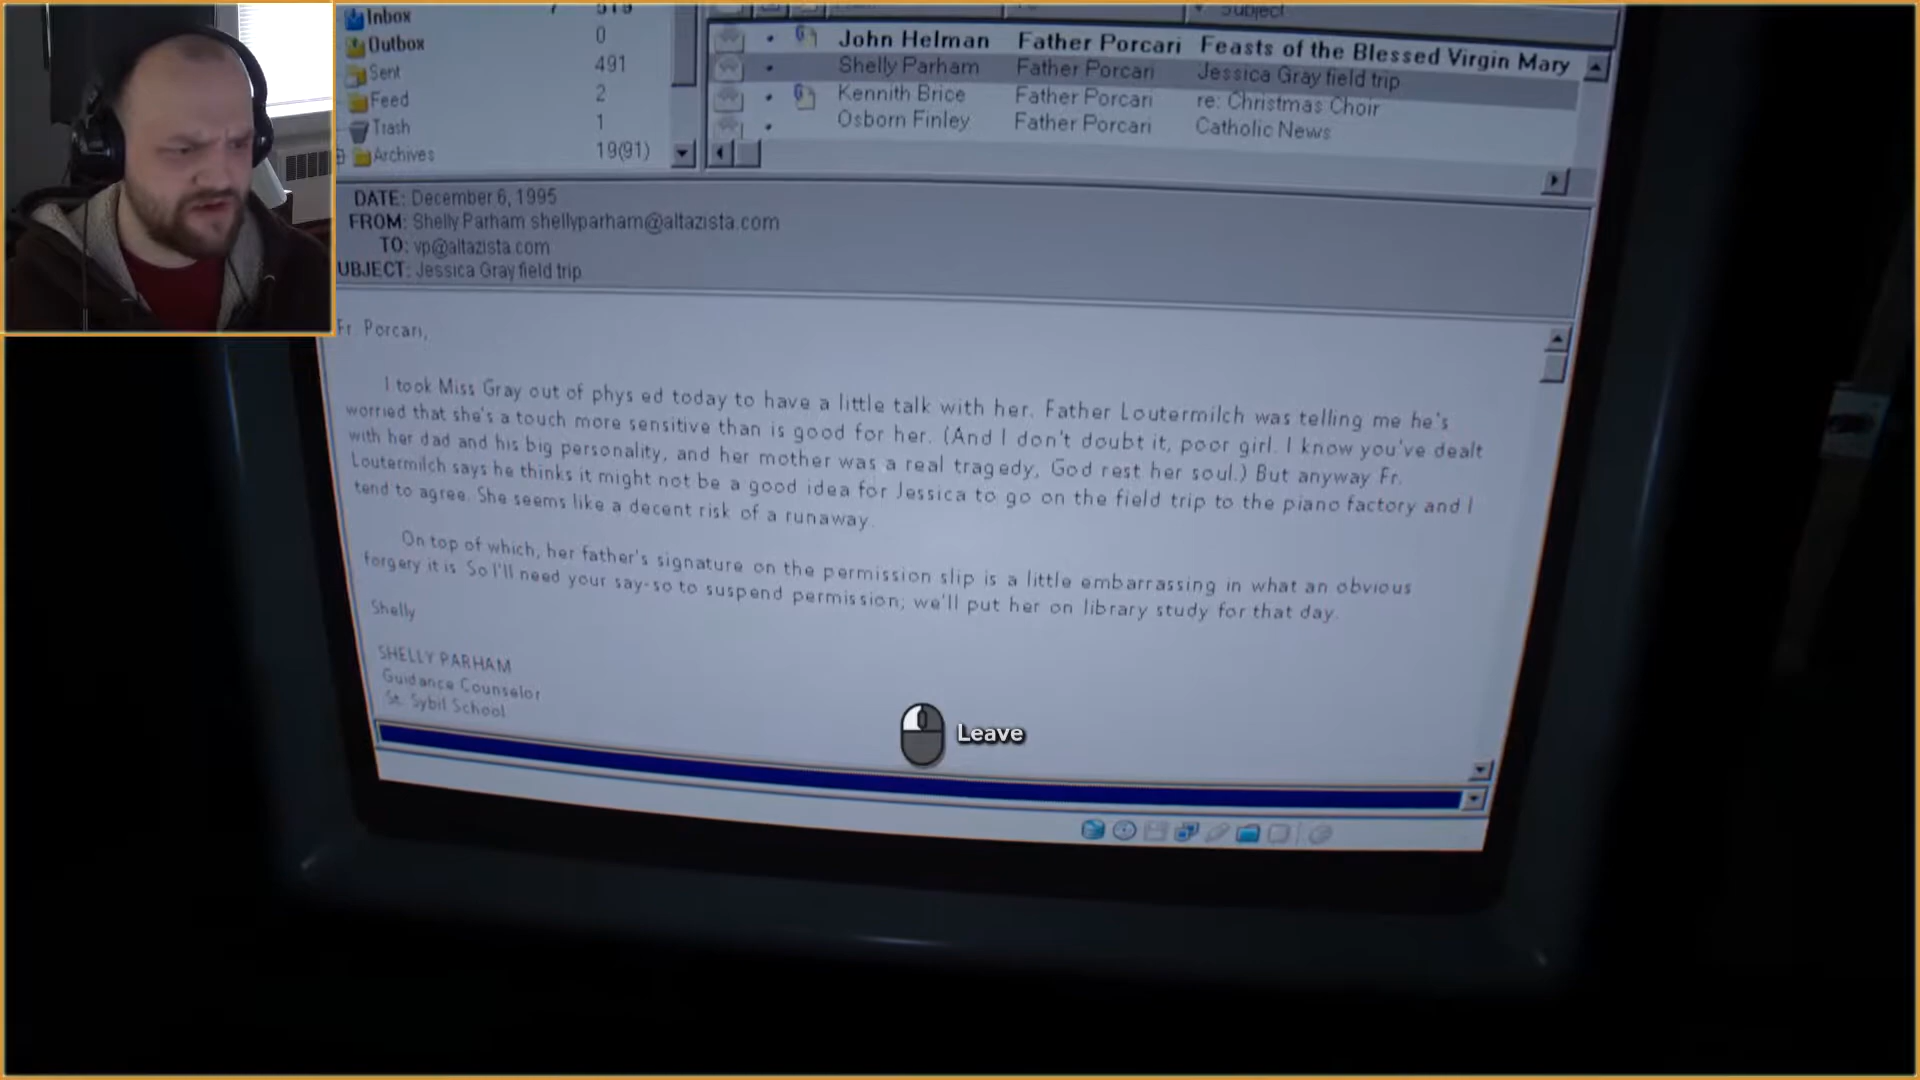 Inbox 519
Outbox 0
Sent 491
Feed 2
Trash 1
Archives 19(91)
Subject
John Helman Father Porcari Feasts of the Blessed Virgin Mary
Shelly Parham Father Porcari Jessica Gray field trip
Kennith Brice Father Porcari re: Christmas Choir
Osborn Finley Father Porcari Catholic News
DATE: December 6, 1995
FROM: Shelly Parham shellyparham@altazista.com
TO: vp@altazista.com
UBJECT: Jessica Gray field trip
Fr Porcari,
I took Miss Gray out of phys ed today to have a little talk with her. Father Loutermilch was telling me he's
worried that she's a touch more sensitive than is good for her. (And I don't doubt it, poor girl. I know you've dealt
with her dad and his big personality, and her mother was a real tragedy, God rest her soul.) But anyway Fr.
Loutermilch says he thinks it might not be a good idea for Jessica to go on the field trip to the piano factory and I
tend to agree. She seems like a decent risk of a runaway.
On top of which, her father's signature on the permission slip is a little embarrassing in what an obvious
forgery it is. So I'll need your say-so to suspend permission; we'll put her on library study for that day.
Shelly
SHELLY PARHAM
Guidance Counselor
St. Sybil School
Leave